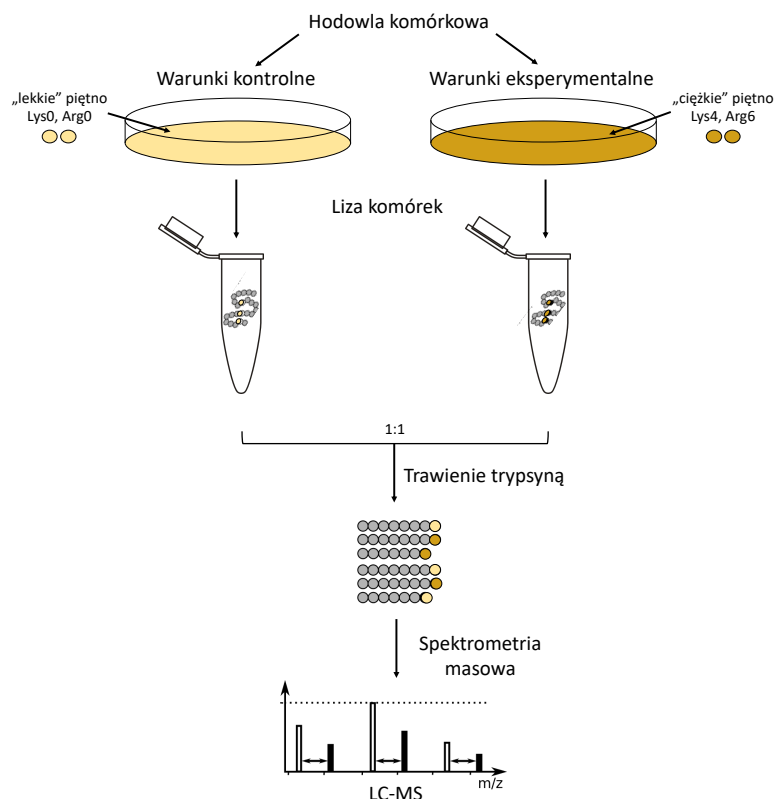 Hodowla komórkowa
Warunki kontrolne
Warunki eksperymentalne
„lekkie” piętno
Lys0, Arg0
„ciężkie” piętno
Lys4, Arg6
Liza komórek
1:1
Trawienie trypsyną
Spektrometria
masowa
m/z
LC-MS